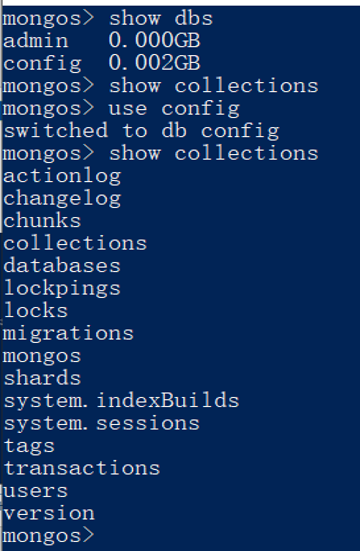 mongos> show dbs
admin   0.000GB
config  0.002GB
mongos> show collections
mongos> use config
switched to db config
mongos> show collections
actionlog
changelog
chunks
collections
databases
lockpings
locks
migrations
mongos
shards
system.indexBuilds
system.sessions
tags
transactions
users
version
mongos>